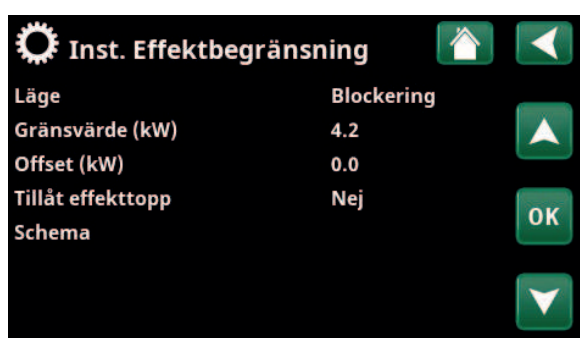 Inst. Effektbegränsning
Läge Blockering
Gränsvärde (kW) 4.2
Offset (kW) 0.0
Tillåt effekttopp Nej
OK
Schema